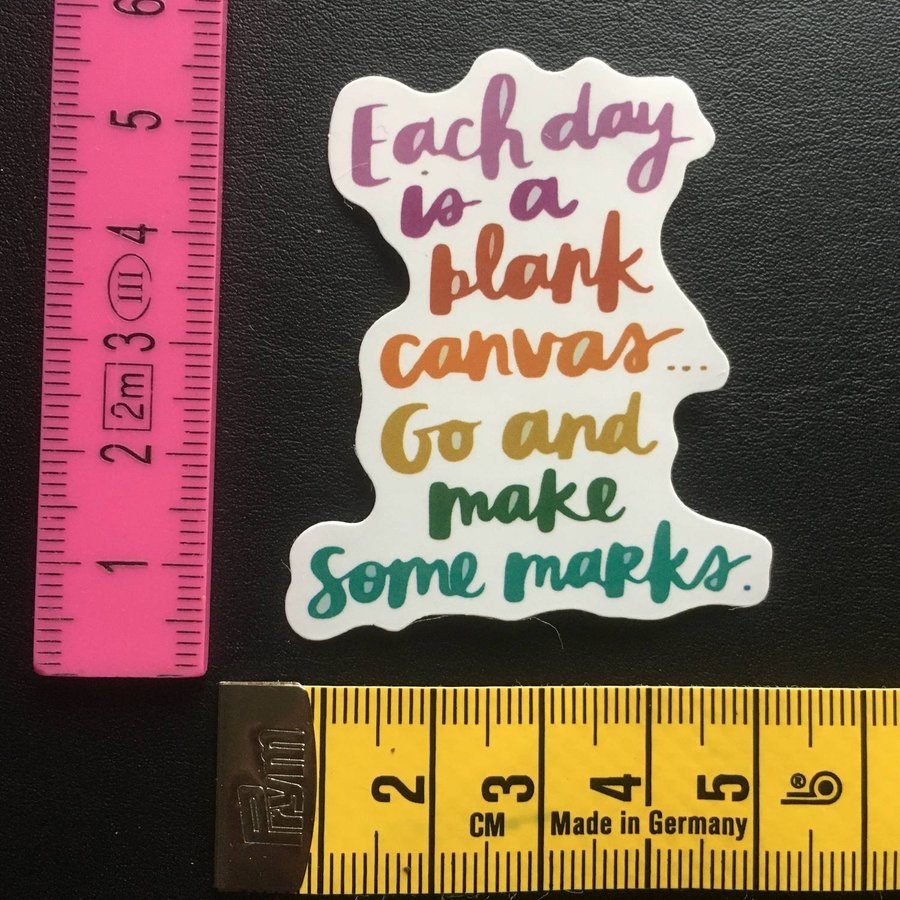 Each day
is a
blank
canvas...
Go and
make
Some marks.
6
5
4
III
3
2m
2
1
Prym
2
3
4
5
CM
Made in Germany
®